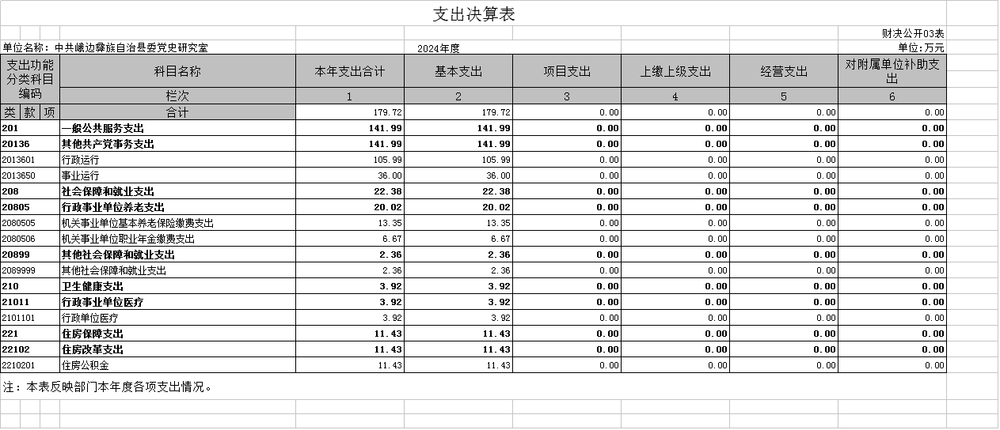 支出决算表
财决公开03表
单位名称：中共峨边彝族自治县委党史研究室 2024年度 单位:万元
支出功能分类科目编码 科目名称 本年支出合计 基本支出 项目支出 上缴上级支出 经营支出 对附属单位补助支出
栏次 1 2 3 4 5 6
类 款 项 合计 179.72 179.72 0.00 0.00 0.00 0.00
201 一般公共服务支出 141.99 141.99 0.00 0.00 0.00 0.00
20136 其他共产党事务支出 141.99 141.99 0.00 0.00 0.00 0.00
2013601 行政运行 105.99 105.99 0.00 0.00 0.00 0.00
2013650 事业运行 36.00 36.00 0.00 0.00 0.00 0.00
208 社会保障和就业支出 22.38 22.38 0.00 0.00 0.00 0.00
20805 行政事业单位养老支出 20.02 20.02 0.00 0.00 0.00 0.00
2080505 机关事业单位基本养老保险缴费支出 13.35 13.35 0.00 0.00 0.00 0.00
2080506 机关事业单位职业年金缴费支出 6.67 6.67 0.00 0.00 0.00 0.00
20899 其他社会保障和就业支出 2.36 2.36 0.00 0.00 0.00 0.00
2089999 其他社会保障和就业支出 2.36 2.36 0.00 0.00 0.00 0.00
210 卫生健康支出 3.92 3.92 0.00 0.00 0.00 0.00
21011 行政事业单位医疗 3.92 3.92 0.00 0.00 0.00 0.00
2101101 行政单位医疗 3.92 3.92 0.00 0.00 0.00 0.00
221 住房保障支出 11.43 11.43 0.00 0.00 0.00 0.00
22102 住房改革支出 11.43 11.43 0.00 0.00 0.00 0.00
2210201 住房公积金 11.43 11.43 0.00 0.00 0.00 0.00
注：本表反映部门本年度各项支出情况。